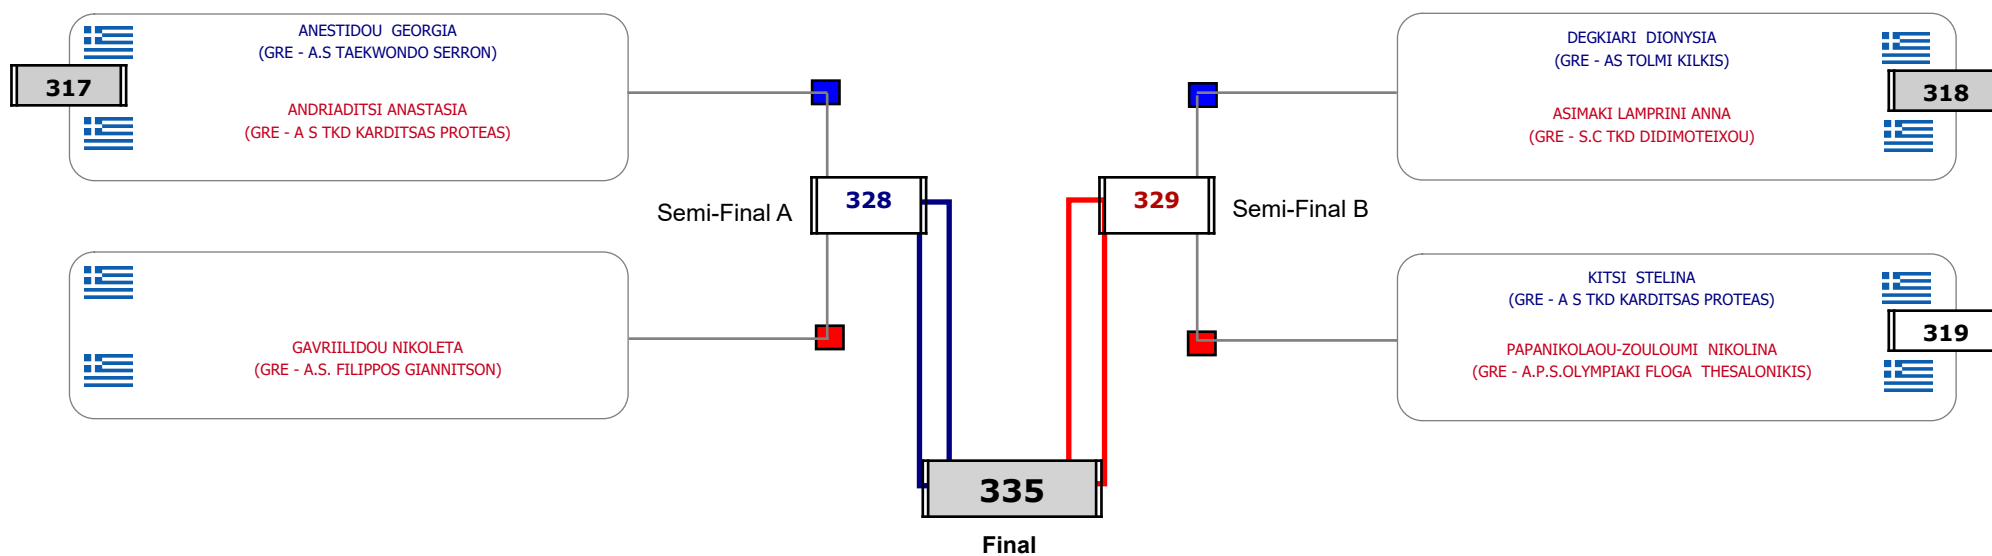 ANESTIDOU GEORGIA
(GRE - A.S TAEKWONDO SERRON)
317
ANDRIADITSI ANASTASIA
(GRE - A S TKD KARDITSAS PROTEAS)
GAVRIILIDOU NIKOLETA
(GRE - A.S. FILIPPOS GIANNITSON)
Semi-Final A
328
329
Semi-Final B
DEGKIARI DIONYSIA
(GRE - AS TOLMI KILKIS)
318
ASIMAKI LAMPRINI ANNA
(GRE - S.C TKD DIDIMOTEIXOU)
KITSI STELINA
(GRE - A S TKD KARDITSAS PROTEAS)
319
PAPANIKOLAOU-ZOULOUMI NIKOLINA
(GRE - A.P.S.OLYMPIAKI FLOGA THESALONIKIS)
335
Final